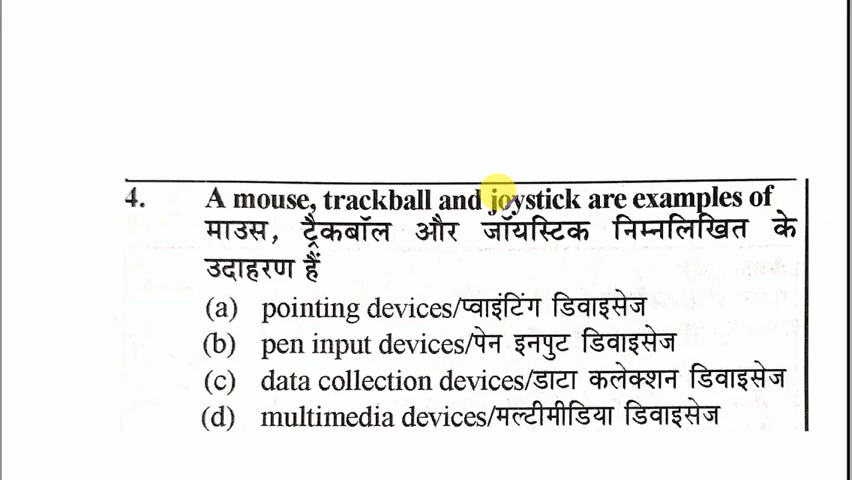 4. A mouse, trackball and joystick are examples of
माउस, ट्रैकबॉल और जॉयस्टिक निम्नलिखित के
उदाहरण हैं
(a) pointing devices/प्वाइंटिंग डिवाइसेज
(b) pen input devices/पेन इनपुट डिवाइसेज
(c) data collection devices/डाटा कलेक्शन डिवाइसेज
(d) multimedia devices/मल्टीमीडिया डिवाइसेज